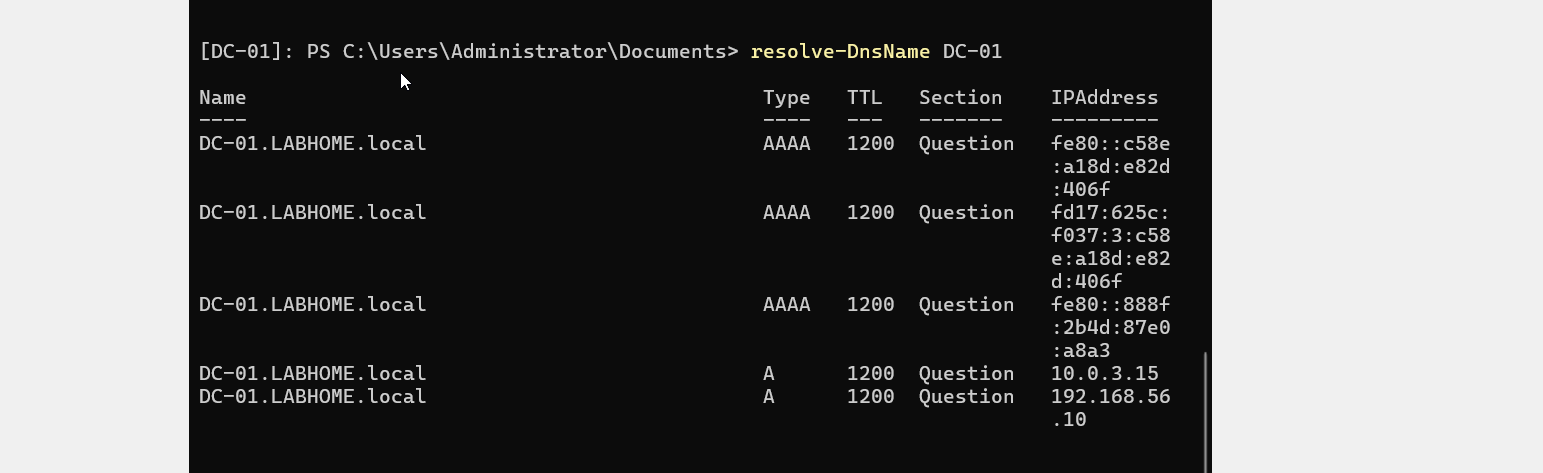 [DC-01]: PS C:\Users\Administrator\Documents> resolve-DnsName DC-01
Name Type TTL Section IPAddress
---- ---- --- ------- ---------
DC-01.LABHOME.local AAAA 1200 Question fe80::c58e
:a18d:e82d
:406f
DC-01.LABHOME.local AAAA 1200 Question fd17:625c:
f037:3:c58
e:a18d:e82
d:406f
DC-01.LABHOME.local AAAA 1200 Question fe80::888f
:2b4d:87e0
:a8a3
DC-01.LABHOME.local A 1200 Question 10.0.3.15
DC-01.LABHOME.local A 1200 Question 192.168.56
.10